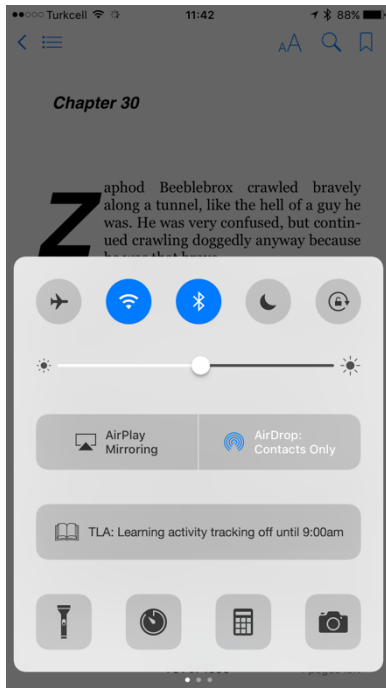 Turkcell 11:42 88%
AA
Chapter 30
Zaphod Beeblebrox crawled bravely
along a tunnel, like the hell of a guy he
was. He was very confused, but contin-
ued crawling doggedly anyway because
AirPlay
Mirroring
AirDrop:
Contacts Only
TLA: Learning activity tracking off until 9:00am